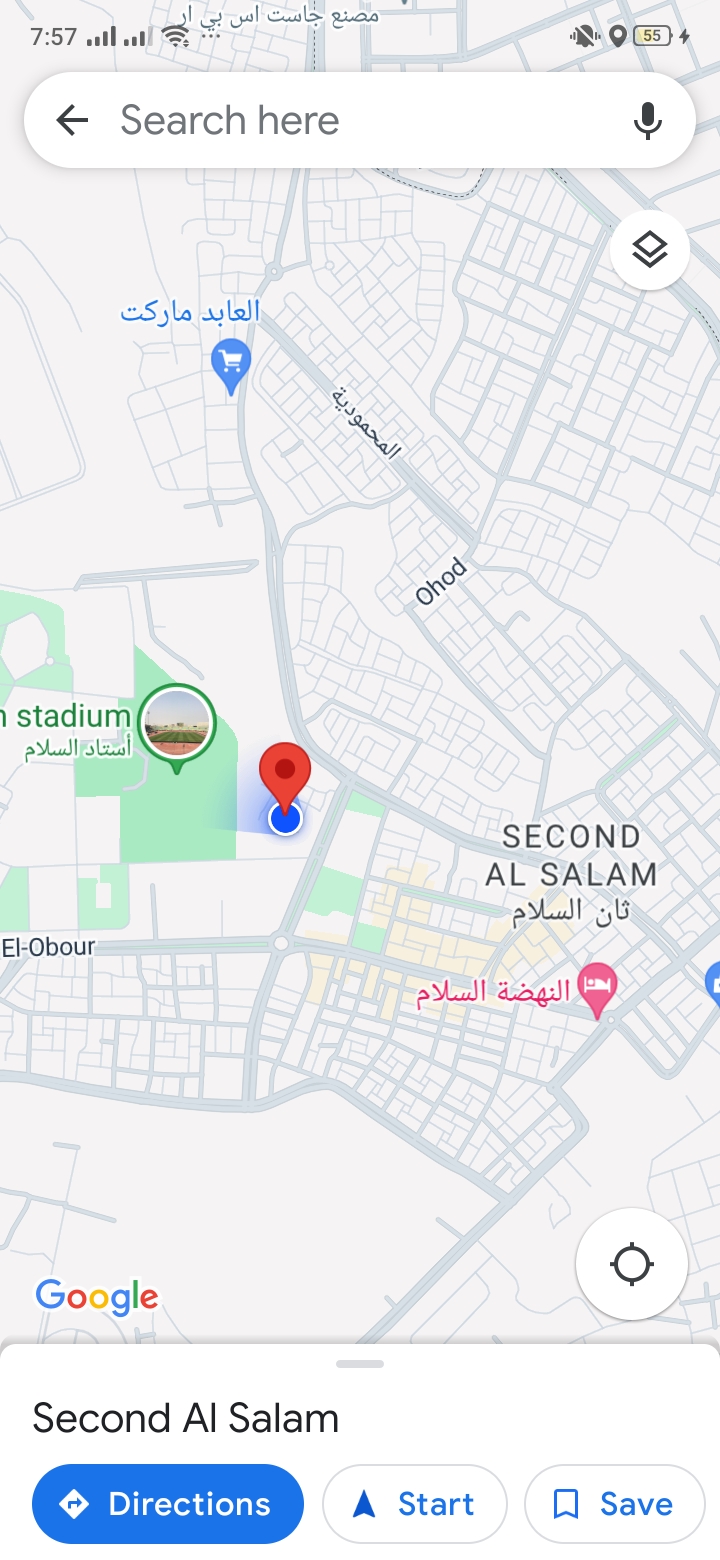 مصنع جاست اس بي ار
7:57
55
Search here
العابد ماركت
المحمودية
Ohod
stadium
أستاد السلام
SECOND
AL SALAM
ثان السلام
El-Obour
النهضة السلام
Google
Second Al Salam
Directions
Start
Save